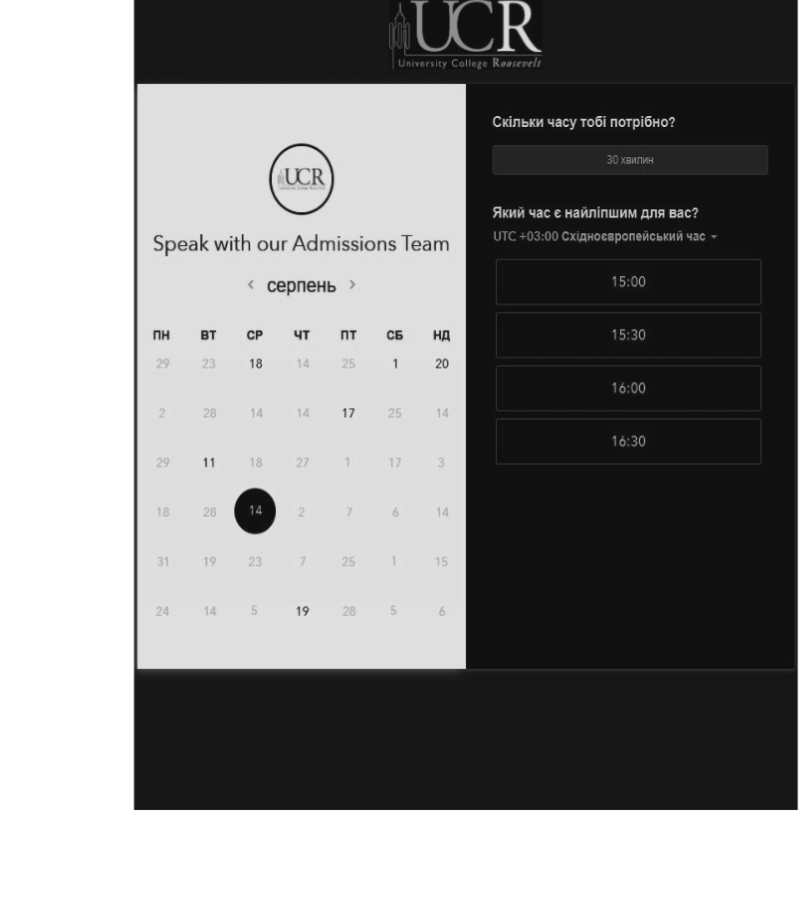 UCR
University College Roosevelt
UCR
Speak with our Admissions Team
‹ серпень ›
ПН ВТ СР ЧТ ПТ СБ НД
29 23 18 14 25 1 20
2 28 14 14 17 25 14
29 11 18 27 1 17 3
18 28 14 2 7 6 14
31 19 23 7 25 1 15
24 14 5 19 28 5 6
Скільки часу тобі потрібно?
30 хвилин
Який час є найліпшим для вас?
UTC +03:00 Східноєвропейський час
15:00
15:30
16:00
16:30